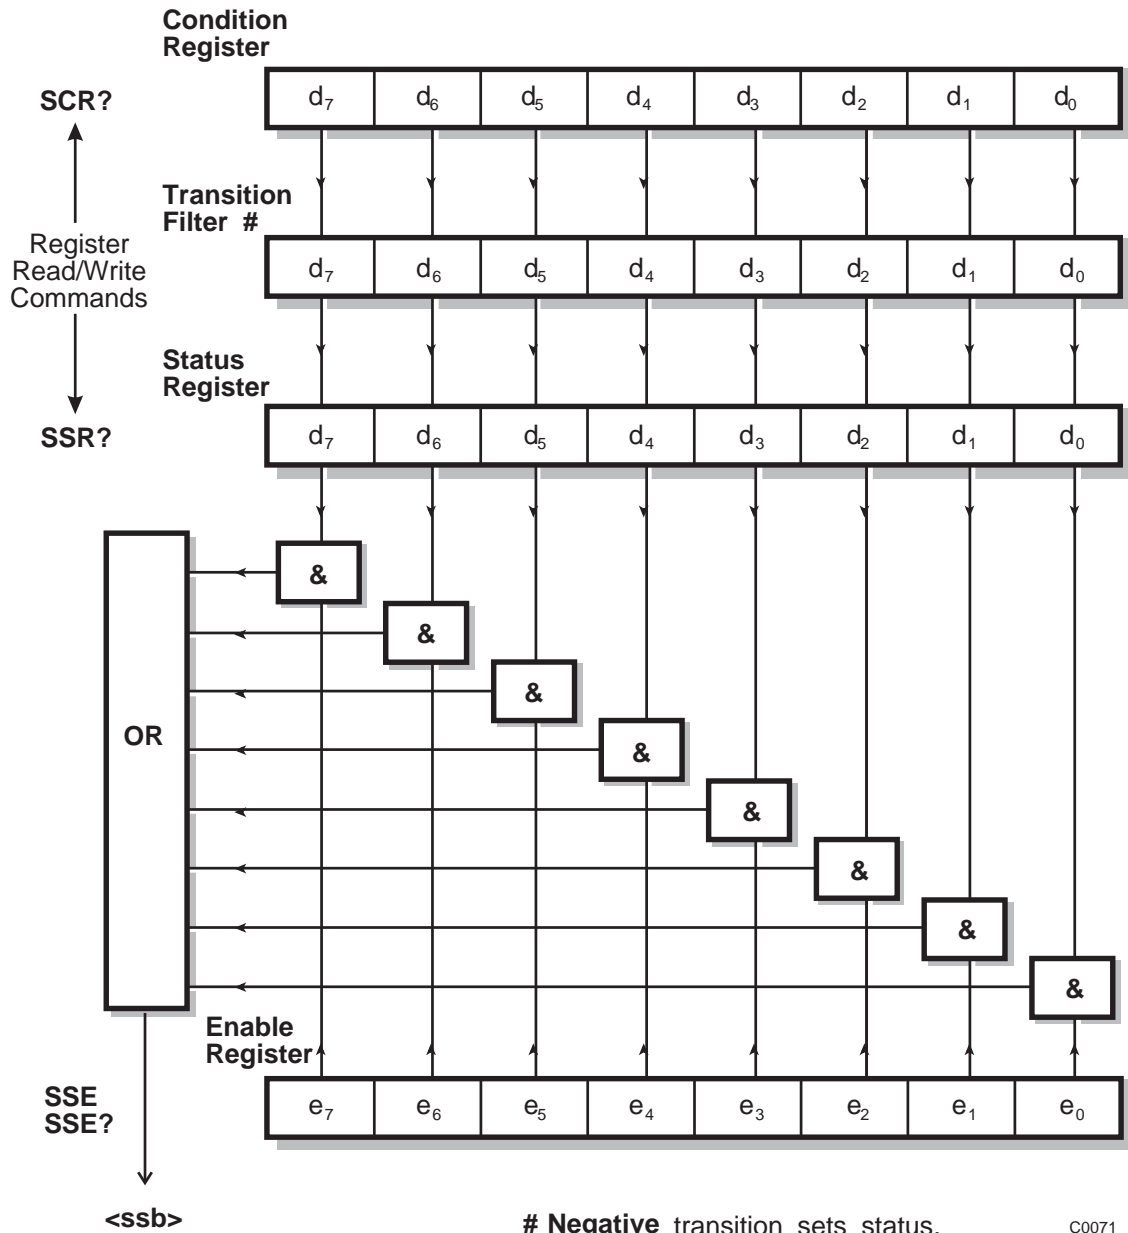 Condition
Register
SCR?
d7 d6 d5 d4 d3 d2 d1 d0
Transition
Filter #
Register
Read/Write
Commands
d7 d6 d5 d4 d3 d2 d1 d0
Status
Register
SSR?
d7 d6 d5 d4 d3 d2 d1 d0
&
&
&
OR
&
&
&
&
&
Enable
Register
SSE
SSE?
e7 e6 e5 e4 e3 e2 e1 e0
<ssb>
# Negative transition sets status.
C0071